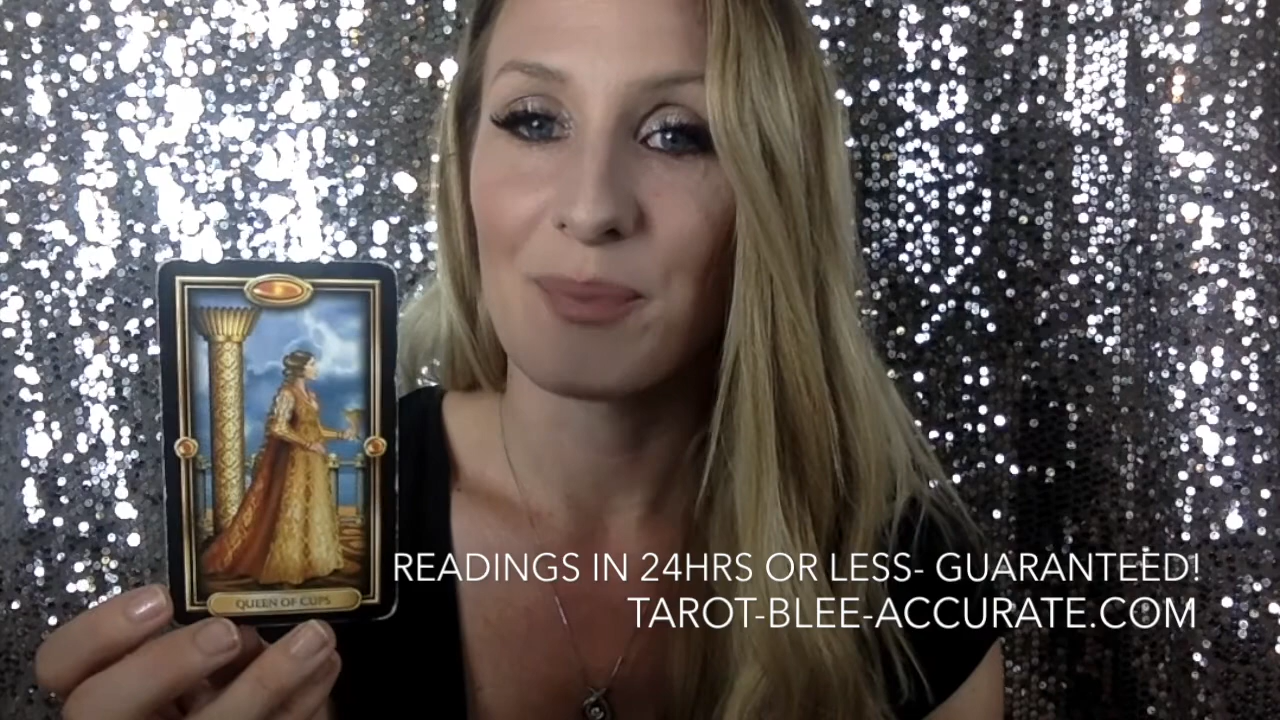 QUEEN OF CUPS
READINGS IN 24HRS OR LESS- GUARANTEED!
TAROT-BLEE-ACCURATE.COM